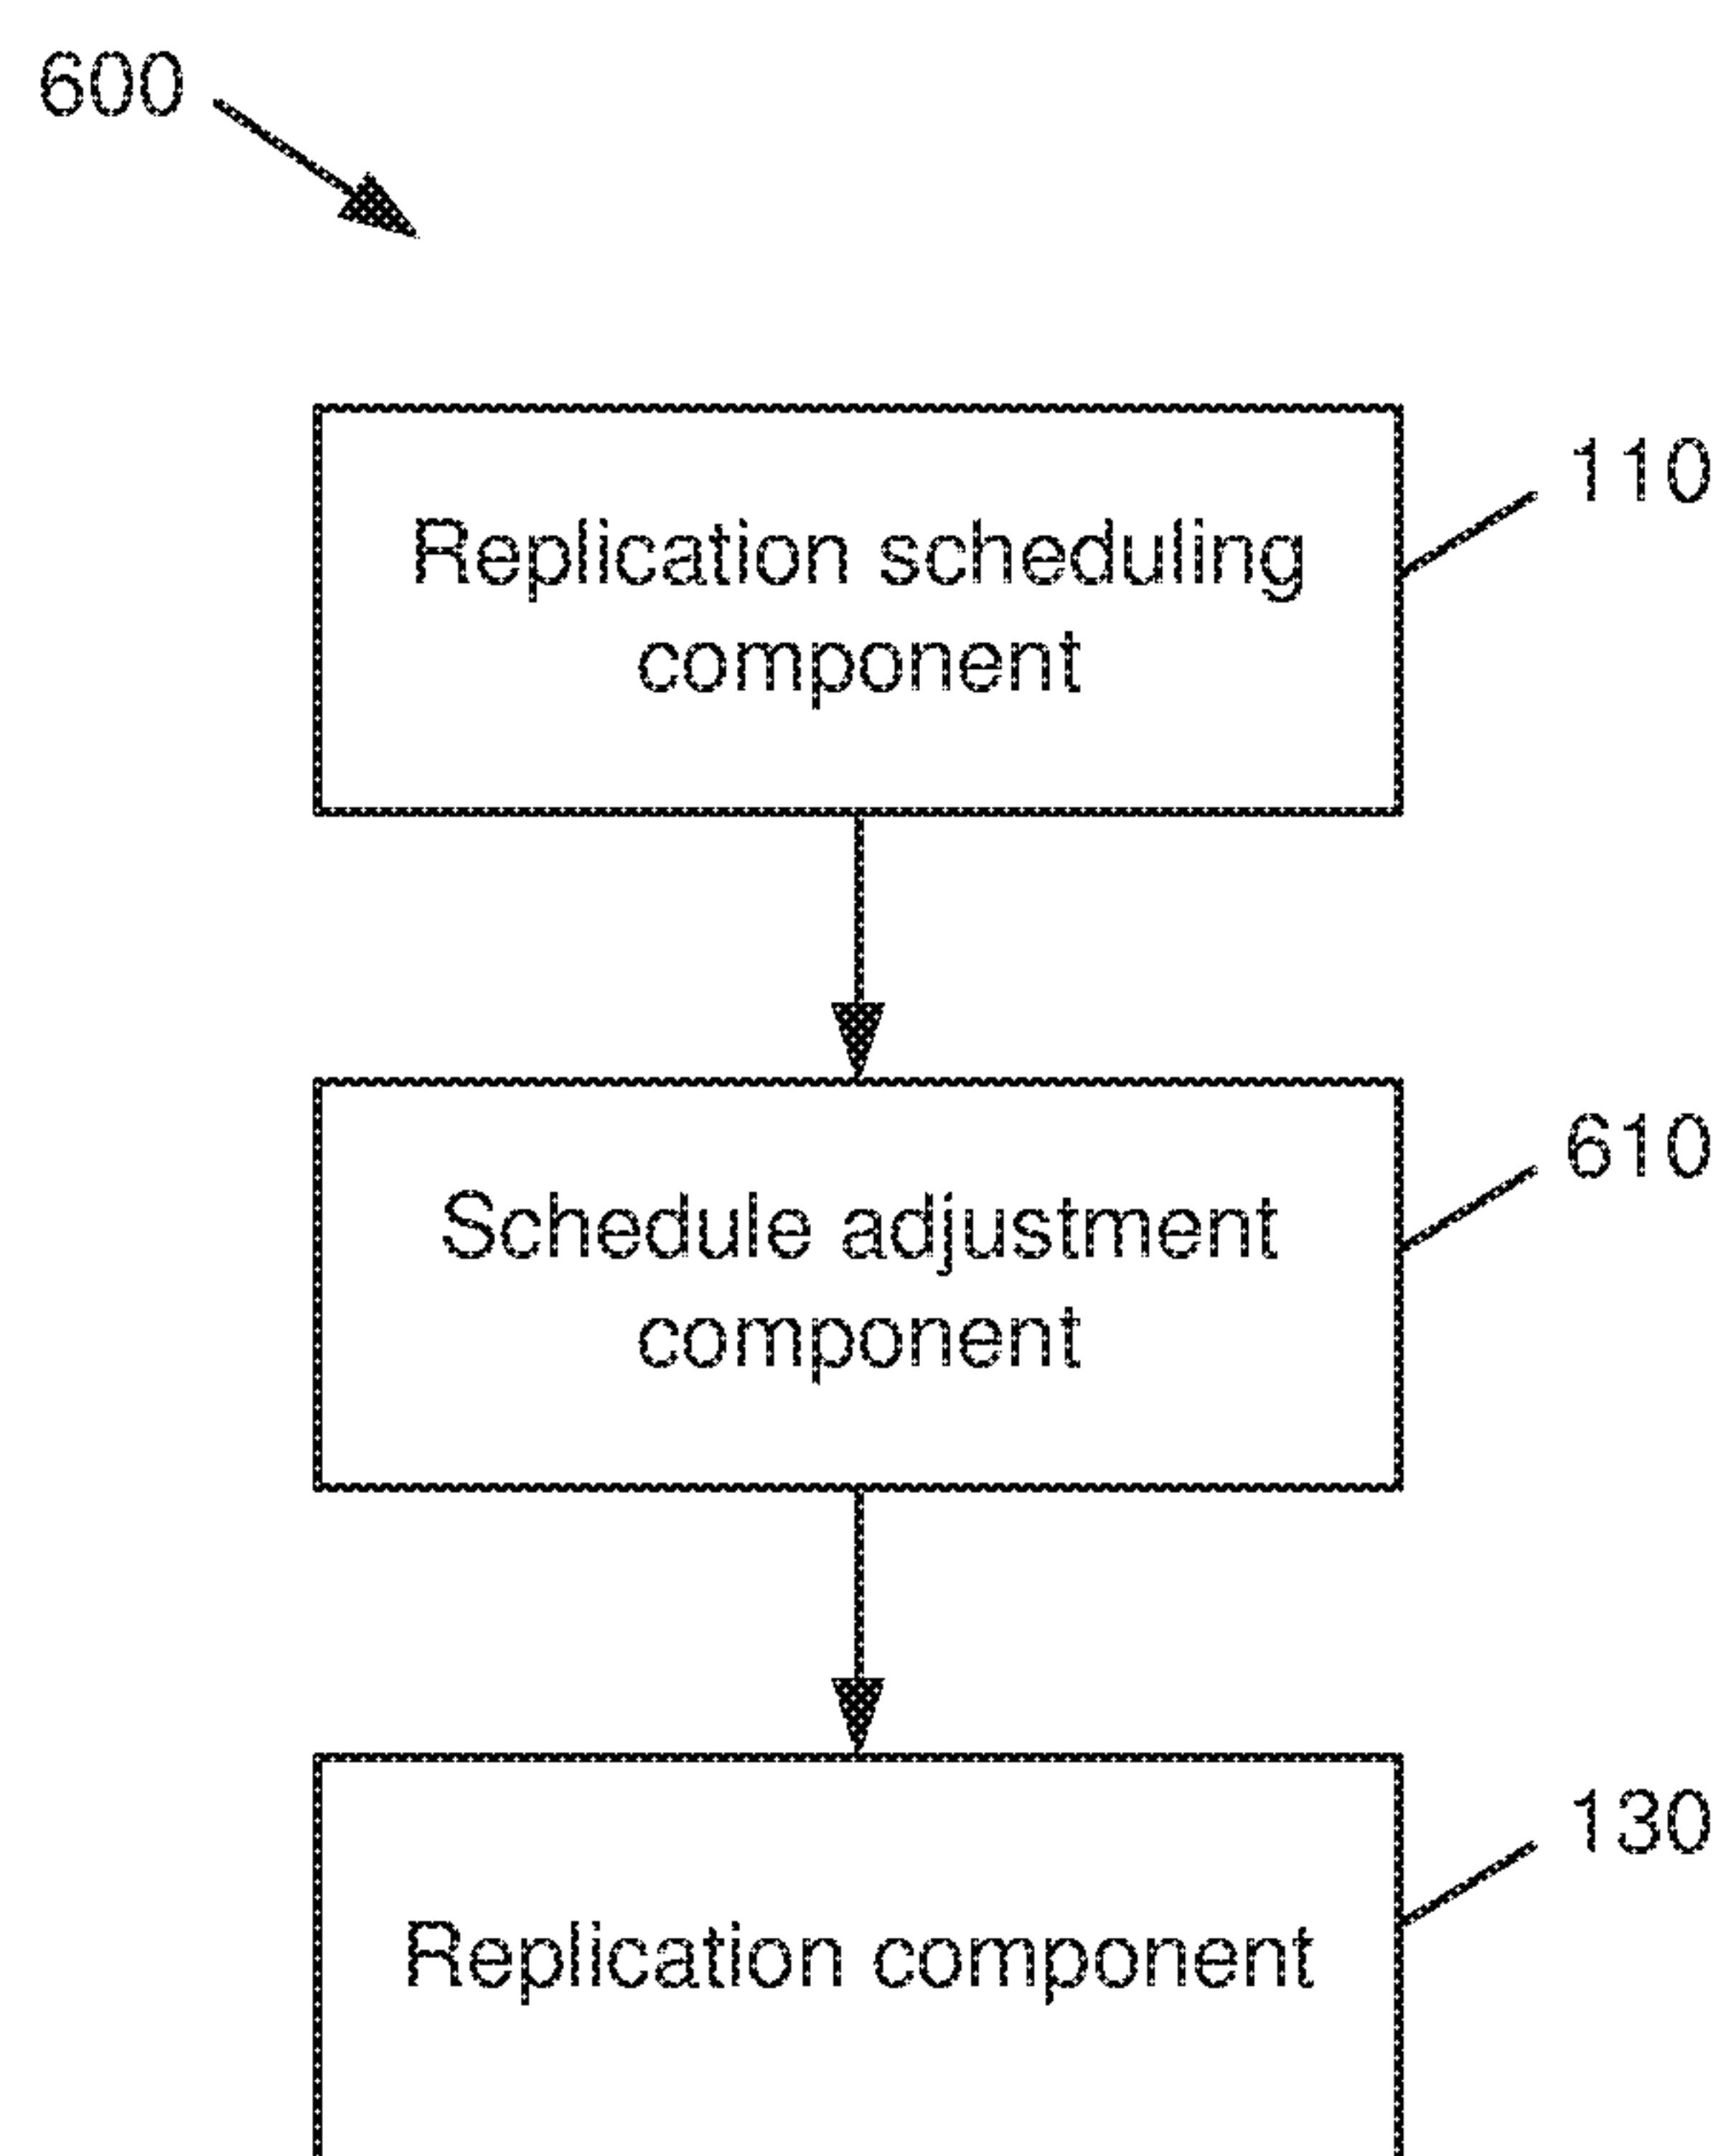 600
110
Replication scheduling
component
610
Schedule adjustment
component
130
Replication component